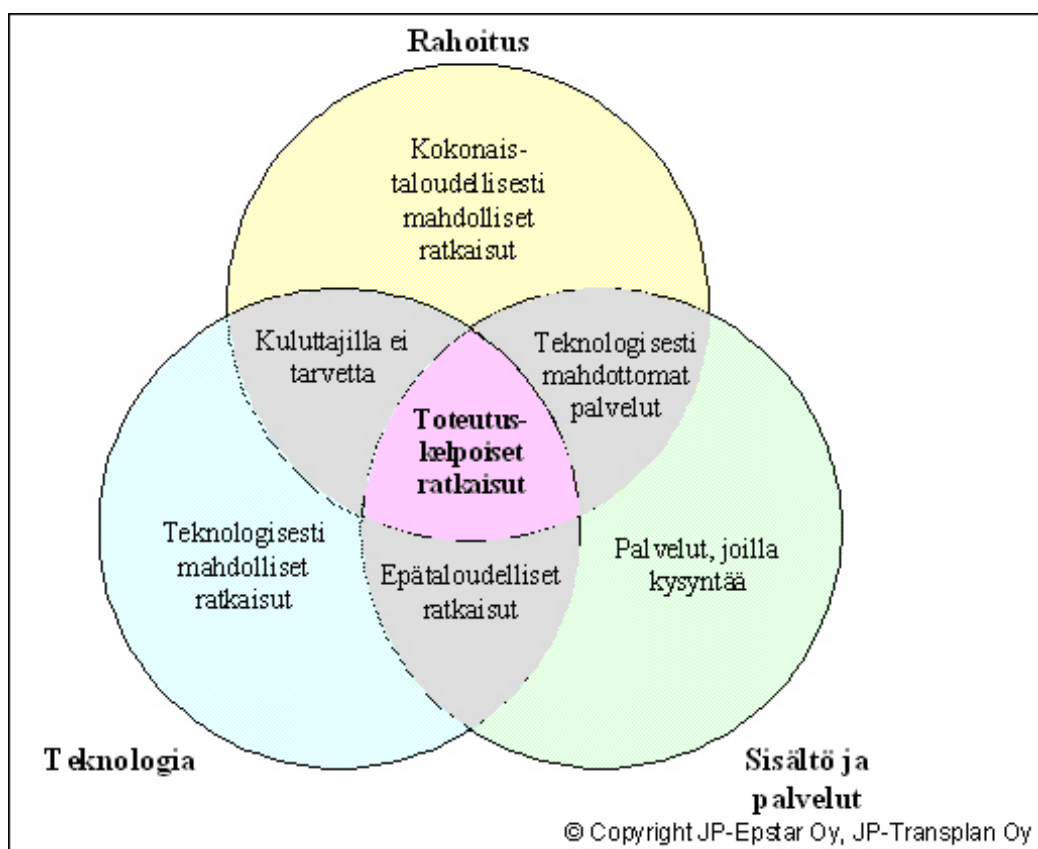 Rahoitus
Kokonais-
taloudellisesti
mahdolliset
ratkaisut
Kuluttajilla ei
tarvetta
Teknologisesti
mahdottomat
palvelut
Toteutus-
kelpoiset
ratkaisut
Teknologisesti
mahdolliset
ratkaisut
Epätaloudelliset
ratkaisut
Palvelut, joilla
kysyntää
Teknologia
Sisältö ja
palvelut
© Copyright JP-Epstar Oy, JP-Transplan Oy